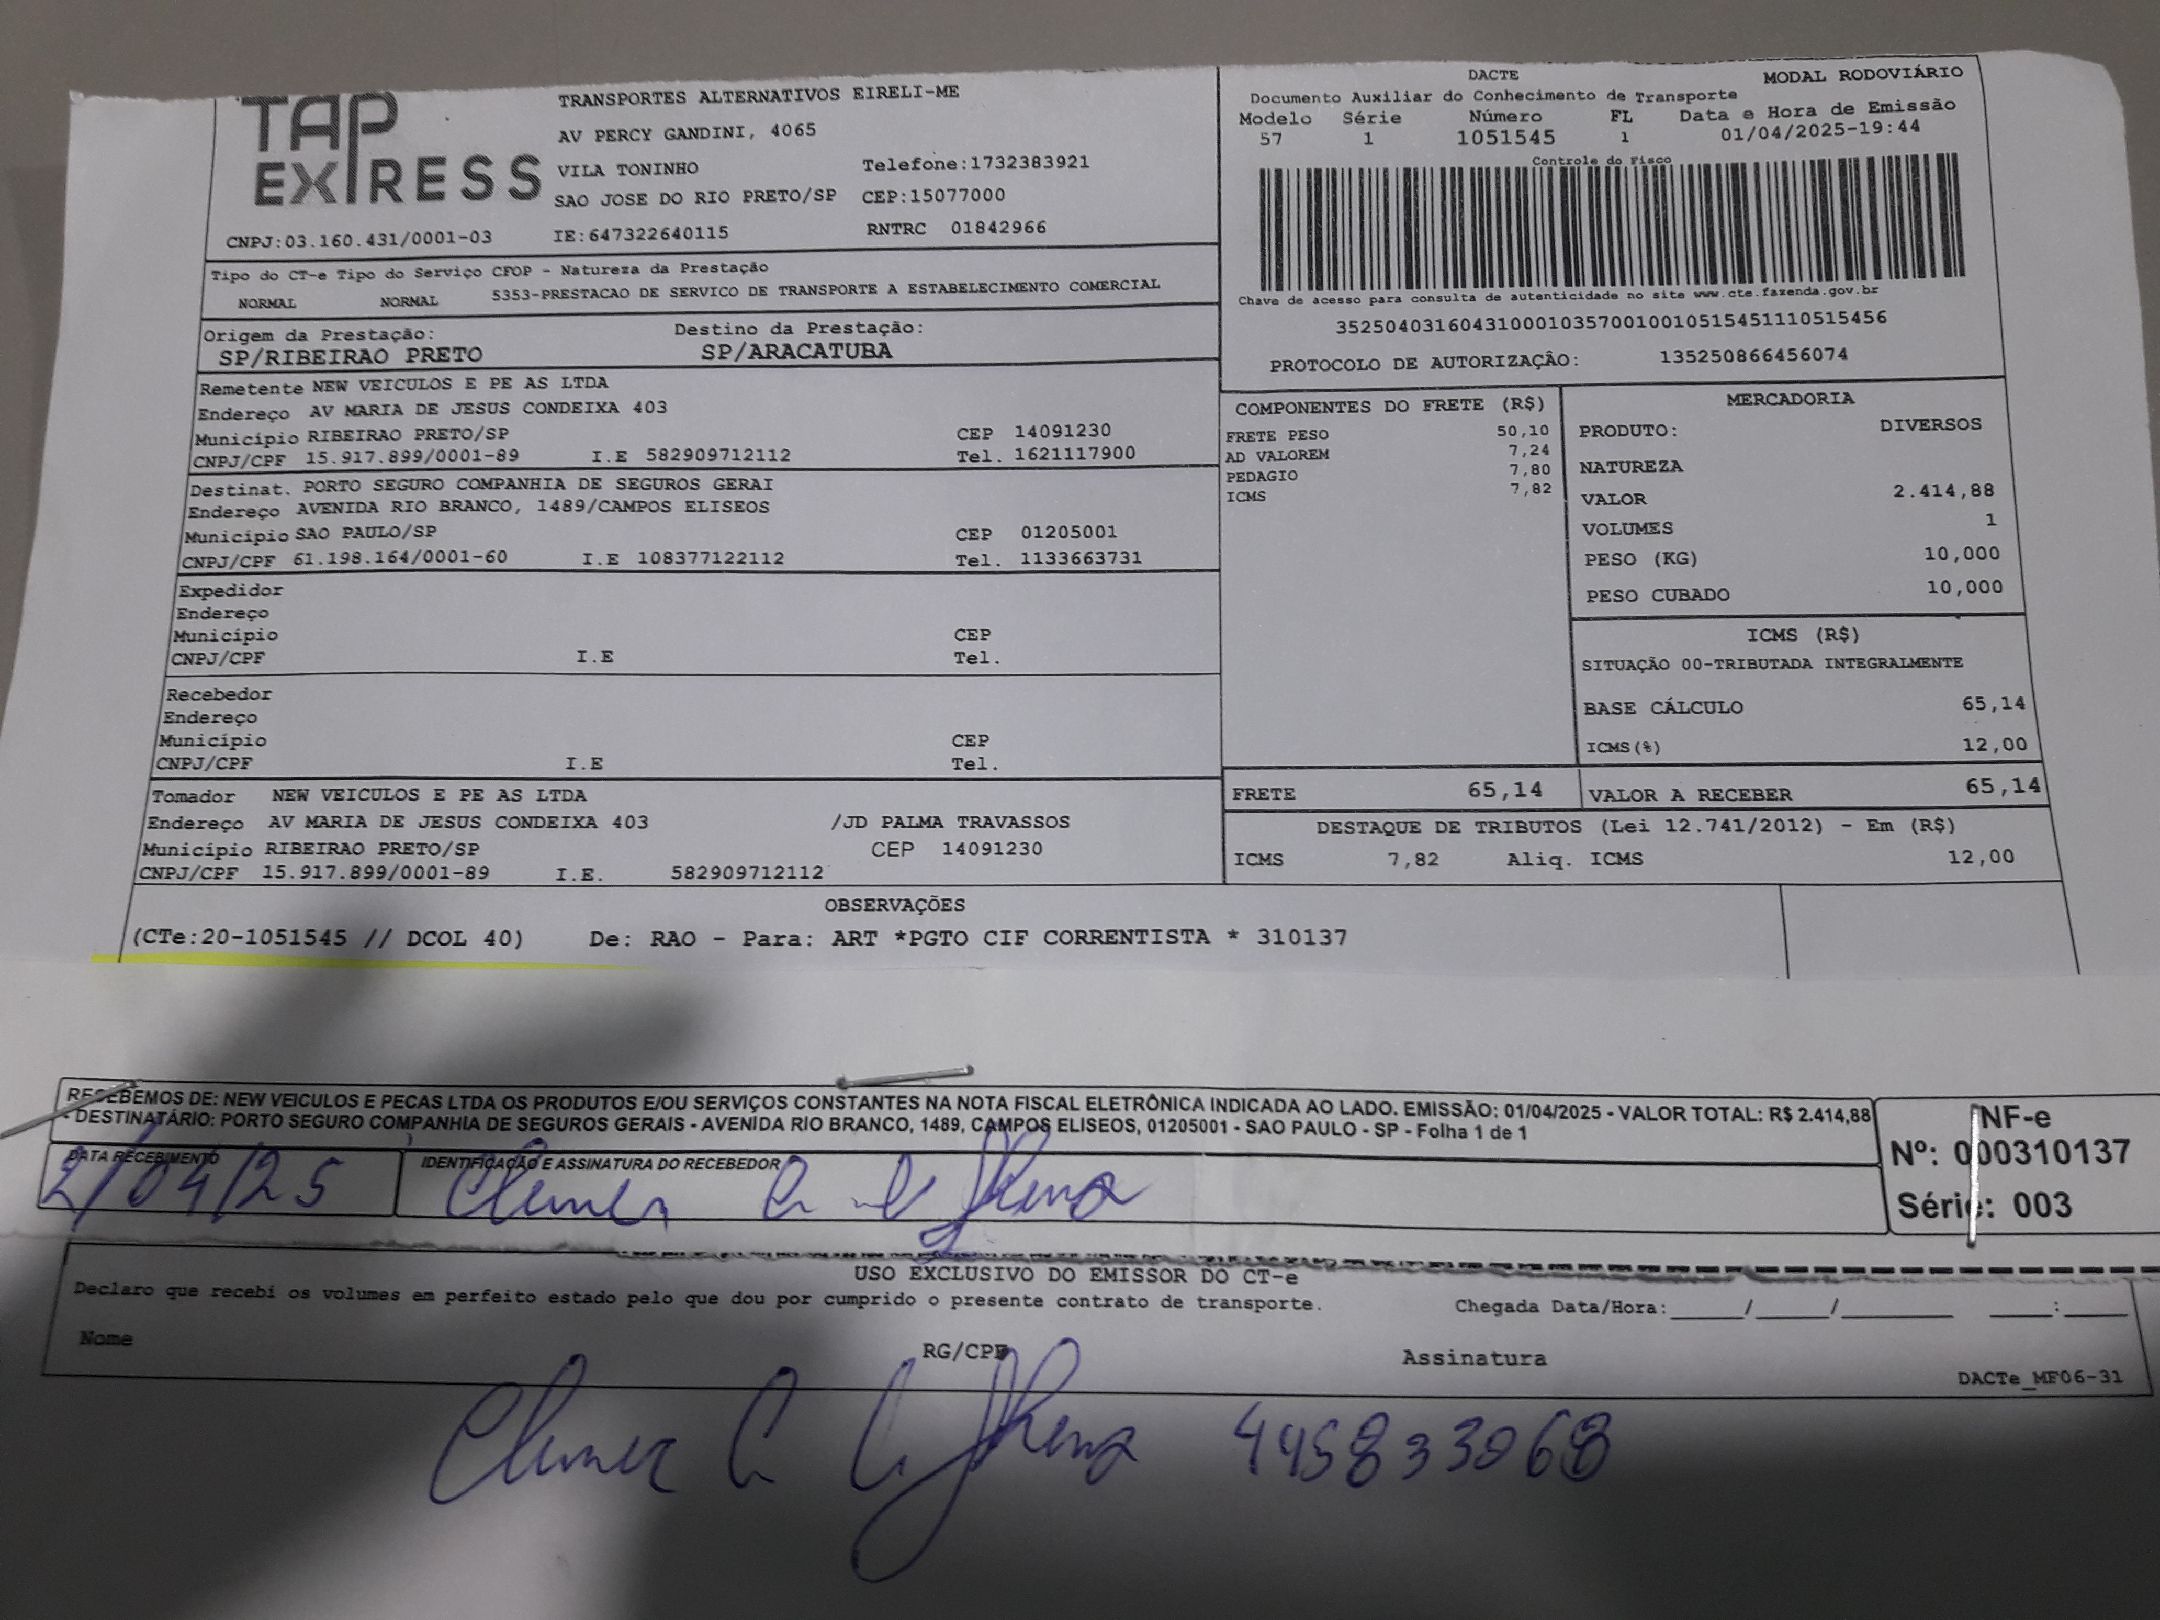 TAP EXPRESS
TRANSPORTES ALTERNATIVOS EIRELI-ME
AV PERCY GANDINI, 4065
VILA TONINHO Telefone:1732383921
SAO JOSE DO RIO PRETO/SP CEP:15077000
CNPJ:03.160.431/0001-03 IE:647322640115 RNTRC 01842966
DACTE MODAL RODOVIÁRIO
Documento Auxiliar do Conhecimento de Transporte
Modelo Série Número FL Data e Hora de Emissão
57 1 1051545 1 01/04/2025-19:44
Controle do Fisco
Chave de acesso para consulta de autenticidade no site www.cte.fazenda.gov.br
35250403160431000103570010010515451110515456
PROTOCOLO DE AUTORIZAÇÃO: 135250866456074
Tipo do CT-e Tipo do Serviço CFOP - Natureza da Prestação
NORMAL NORMAL 5353-PRESTACAO DE SERVICO DE TRANSPORTE A ESTABELECIMENTO COMERCIAL
Origem da Prestação: Destino da Prestação:
SP/RIBEIRAO PRETO SP/ARACATUBA
Remetente NEW VEICULOS E PE AS LTDA
Endereço AV MARIA DE JESUS CONDEIXA 403
Município RIBEIRAO PRETO/SP CEP 14091230
CNPJ/CPF 15.917.899/0001-89 I.E 582909712112 Tel. 1621117900
Destinat. PORTO SEGURO COMPANHIA DE SEGUROS GERAI
Endereço AVENIDA RIO BRANCO, 1489/CAMPOS ELISEOS
Município SAO PAULO/SP CEP 01205001
CNPJ/CPF 61.198.164/0001-60 I.E 108377122112 Tel. 1133663731
Expedidor
Endereço
Município CEP
CNPJ/CPF I.E Tel.
Recebedor
Endereço
Município CEP
CNPJ/CPF I.E Tel.
Tomador NEW VEICULOS E PE AS LTDA
Endereço AV MARIA DE JESUS CONDEIXA 403 /JD PALMA TRAVASSOS
Município RIBEIRAO PRETO/SP CEP 14091230
CNPJ/CPF 15.917.899/0001-89 I.E. 582909712112
COMPONENTES DO FRETE (R$)
FRETE PESO 50,10
AD VALOREM 7,24
PEDAGIO 7,80
ICMS 7,82
MERCADORIA
PRODUTO: DIVERSOS
NATUREZA
VALOR 2.414,88
VOLUMES 1
PESO (KG) 10,000
PESO CUBADO 10,000
ICMS (R$)
SITUAÇÃO 00-TRIBUTADA INTEGRALMENTE
BASE CÁLCULO 65,14
ICMS(%) 12,00
FRETE 65,14 VALOR A RECEBER 65,14
DESTAQUE DE TRIBUTOS (Lei 12.741/2012) - Em (R$)
ICMS 7,82 Aliq. ICMS 12,00
OBSERVAÇÕES
(CTe:20-1051545 // DCOL 40) De: RAO - Para: ART *PGTO CIF CORRENTISTA * 310137
RECEBEMOS DE: NEW VEICULOS E PECAS LTDA OS PRODUTOS E/OU SERVIÇOS CONSTANTES NA NOTA FISCAL ELETRÔNICA INDICADA AO LADO. EMISSÃO: 01/04/2025 - VALOR TOTAL: R$ 2.414,88
- DESTINATÁRIO: PORTO SEGURO COMPANHIA DE SEGUROS GERAIS - AVENIDA RIO BRANCO, 1489, CAMPOS ELISEOS, 01205001 - SAO PAULO - SP - Folha 1 de 1
NF-e
Nº: 000310137
Série: 003
DATA RECEBIMENTO IDENTIFICAÇÃO E ASSINATURA DO RECEBEDOR
2/04/25
USO EXCLUSIVO DO EMISSOR DO CT-e
Declaro que recebi os volumes em perfeito estado pelo que dou por cumprido o presente contrato de transporte. Chegada Data/Hora:_____/_____/________ ____:____
Nome RG/CPF Assinatura
DACTe_MF06-31
445833068